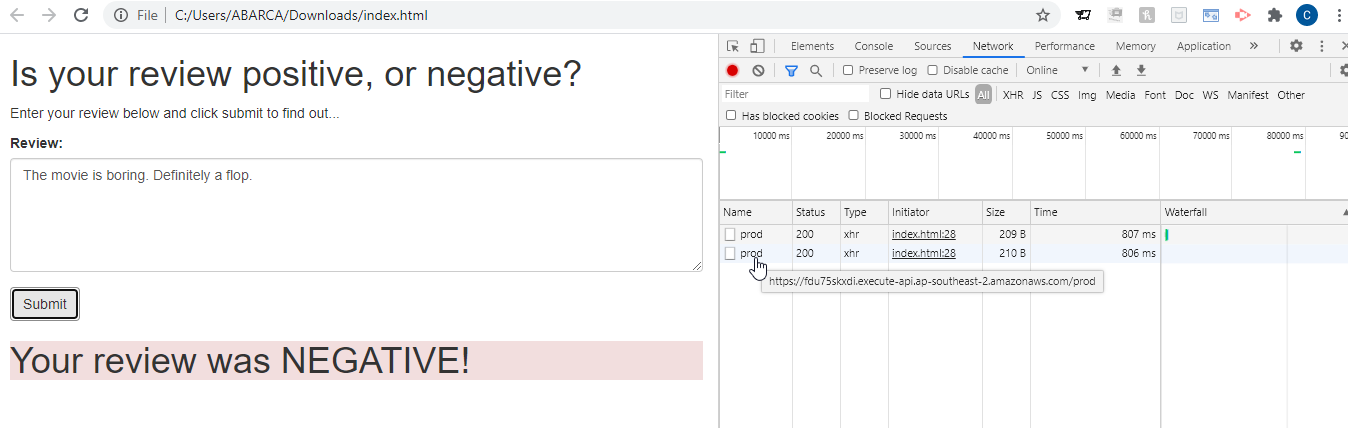 File
C:/Users/ABARCA/Downloads/index.html
C
Is your review positive, or negative?
Enter your review below and click submit to find out...
Review:
The movie is boring. Definitely a flop.
Submit
Your review was NEGATIVE!
Elements Console Sources Network Performance Memory Application »
Preserve log Disable cache Online
Filter Hide data URLs All XHR JS CSS Img Media Font Doc WS Manifest Other
Has blocked cookies Blocked Requests
10000 ms 20000 ms 30000 ms 40000 ms 50000 ms 60000 ms 70000 ms 80000 ms 90
Name Status Type Initiator Size Time Waterfall
prod 200 xhr index.html:28 209 B 807 ms
prod 200 xhr index.html:28 210 B 806 ms
https://fdu75skxdi.execute-api.ap-southeast-2.amazonaws.com/prod